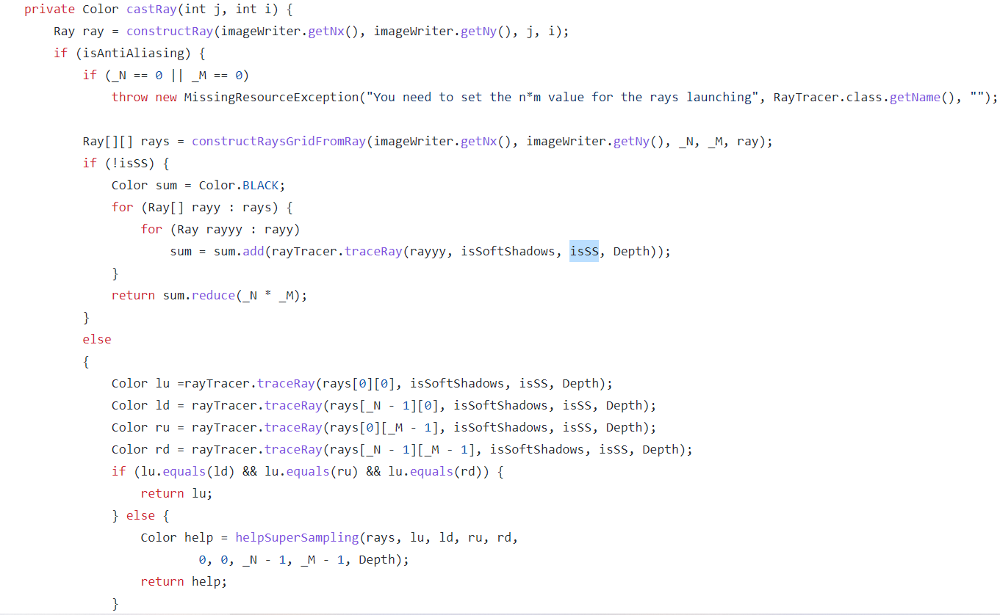 private Color castRay(int j, int i) {
Ray ray = constructRay(imageWriter.getNx(), imageWriter.getNy(), j, i);
if (isAntiAliasing) {
if (_N == 0 || _M == 0)
throw new MissingResourceException("You need to set the n*m value for the rays launching", RayTracer.class.getName(), "");
Ray[][] rays = constructRaysGridFromRay(imageWriter.getNx(), imageWriter.getNy(), _N, _M, ray);
if (!isSS) {
Color sum = Color.BLACK;
for (Ray[] rayy : rays) {
for (Ray rayyy : rayy)
sum = sum.add(rayTracer.traceRay(rayyy, isSoftShadows, isSS, Depth));
}
return sum.reduce(_N * _M);
}
else
{
Color lu =rayTracer.traceRay(rays[0][0], isSoftShadows, isSS, Depth);
Color ld = rayTracer.traceRay(rays[_N - 1][0], isSoftShadows, isSS, Depth);
Color ru = rayTracer.traceRay(rays[0][_M - 1], isSoftShadows, isSS, Depth);
Color rd = rayTracer.traceRay(rays[_N - 1][_M - 1], isSoftShadows, isSS, Depth);
if (lu.equals(ld) && lu.equals(ru) && lu.equals(rd)) {
return lu;
} else {
Color help = helpSuperSampling(rays, lu, ld, ru, rd,
0, 0, _N - 1, _M - 1, Depth);
return help;
}